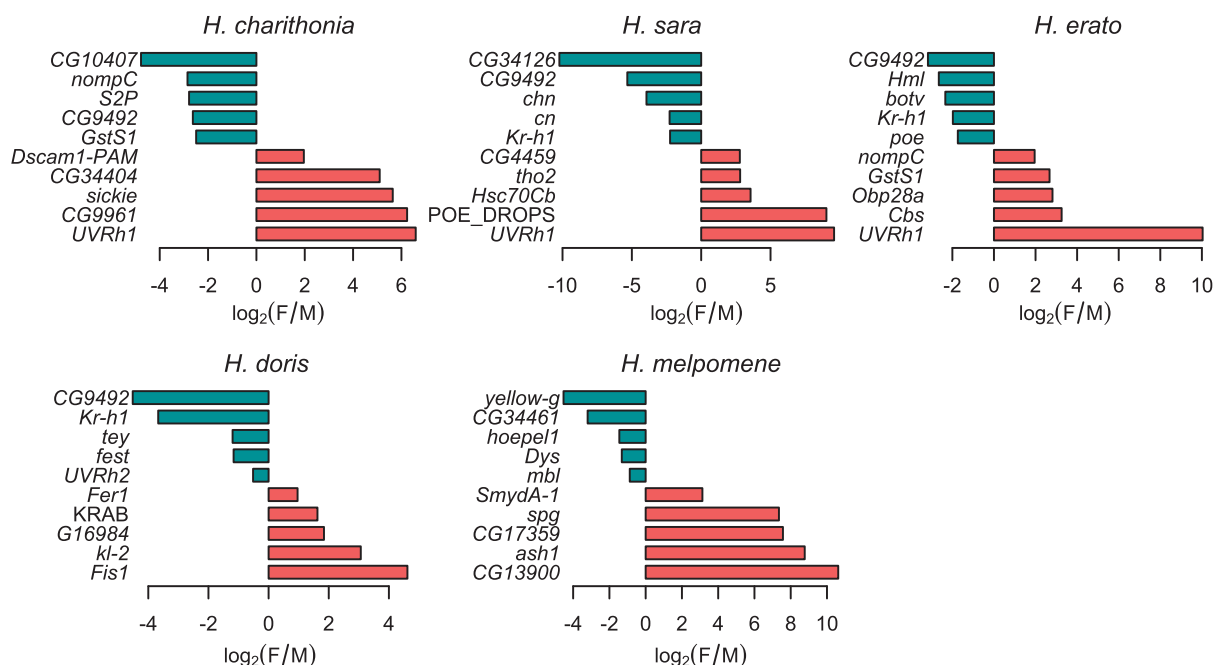 H. charithonia
CG10407
nompC
S2P
CG9492
GstS1
Dscam1-PAM
CG34404
sickie
CG9961
UVRh1
-4 -2 0 2 4 6
log₂(F/M)
H. sara
CG34126
CG9492
chn
cn
Kr-h1
CG4459
tho2
Hsc70Cb
POE_DROPS
UVRh1
-10 -5 0 5
log₂(F/M)
H. erato
CG9492
Hml
botv
Kr-h1
poe
nompC
GstS1
Obp28a
Cbs
UVRh1
-2 0 2 4 6 8 10
log₂(F/M)
H. doris
CG9492
Kr-h1
tey
fest
UVRh2
Fer1
KRAB
G16984
kl-2
Fis1
-4 -2 0 2 4
log₂(F/M)
H. melpomene
yellow-g
CG34461
hoepel1
Dys
mbl
SmydA-1
spg
CG17359
ash1
CG13900
-4 -2 0 2 4 6 8 10
log₂(F/M)